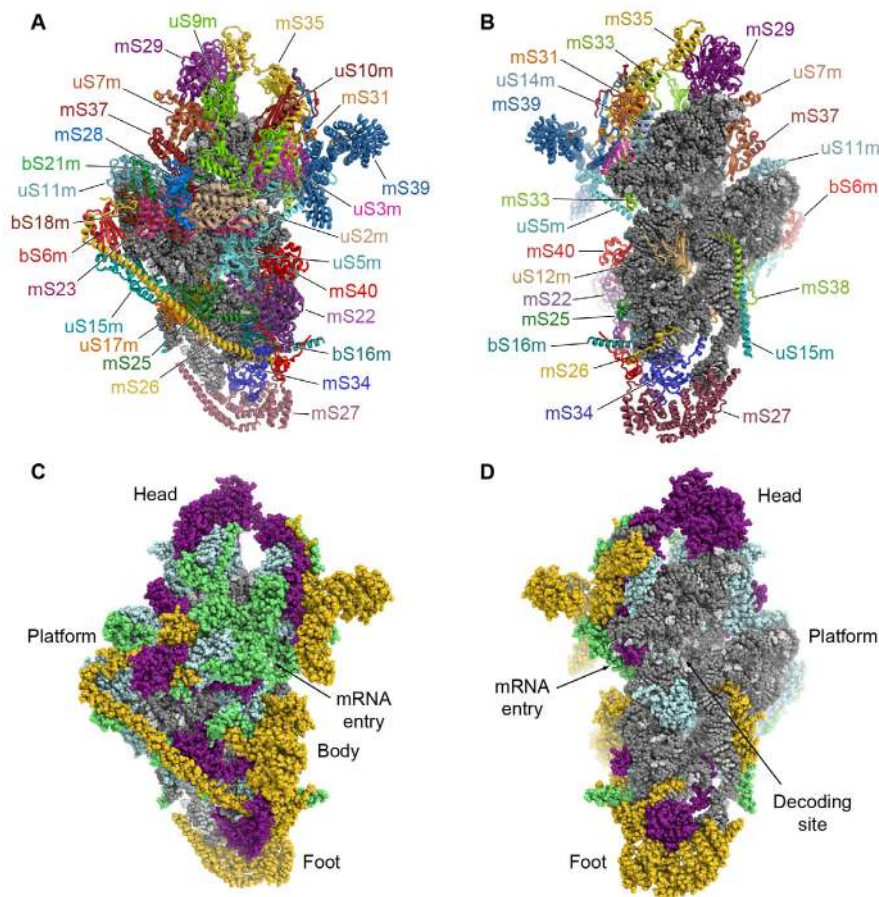 A
uS9m
mS35
mS29
uS10m
uS7m
mS31
mS37
mS28
bS21m
uS11m
mS39
bS18m
uS3m
uS2m
bS6m
uS5m
mS23
mS40
uS15m
mS22
uS17m
mS25
bS16m
mS26
mS34
mS27
B
mS35
mS33
mS29
mS31
uS14m
uS7m
mS39
mS37
uS11m
mS33
bS6m
uS5m
mS40
uS12m
mS22
mS38
mS25
bS16m
uS15m
mS26
mS34
mS27
C
Head
Platform
mRNA
entry
Body
Foot
D
Head
Platform
mRNA
entry
Decoding
site
Foot